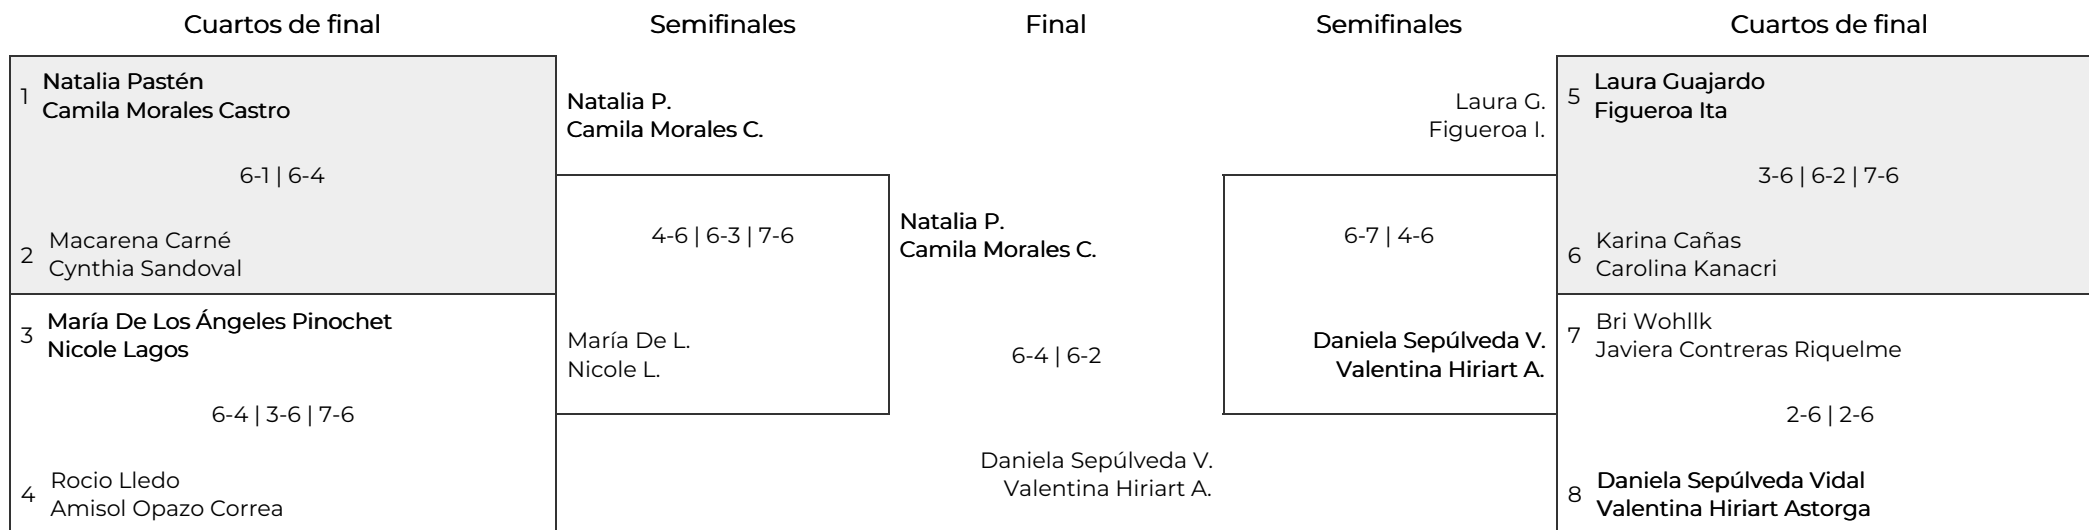 Cuartos de final
Semifinales
Final
Semifinales
Cuartos de final
1
Natalia Pastén
Camila Morales Castro
6-1 | 6-4
2
Macarena Carné
Cynthia Sandoval
3
María De Los Ángeles Pinochet
Nicole Lagos
6-4 | 3-6 | 7-6
4
Rocio Lledo
Amisol Opazo Correa
Natalia P.
Camila Morales C.
4-6 | 6-3 | 7-6
María De L.
Nicole L.
Natalia P.
Camila Morales C.
6-4 | 6-2
Daniela Sepúlveda V.
Valentina Hiriart A.
Laura G.
Figueroa I.
6-7 | 4-6
Daniela Sepúlveda V.
Valentina Hiriart A.
5
Laura Guajardo
Figueroa Ita
3-6 | 6-2 | 7-6
6
Karina Cañas
Carolina Kanacri
7
Bri Wohllk
Javiera Contreras Riquelme
2-6 | 2-6
8
Daniela Sepúlveda Vidal
Valentina Hiriart Astorga